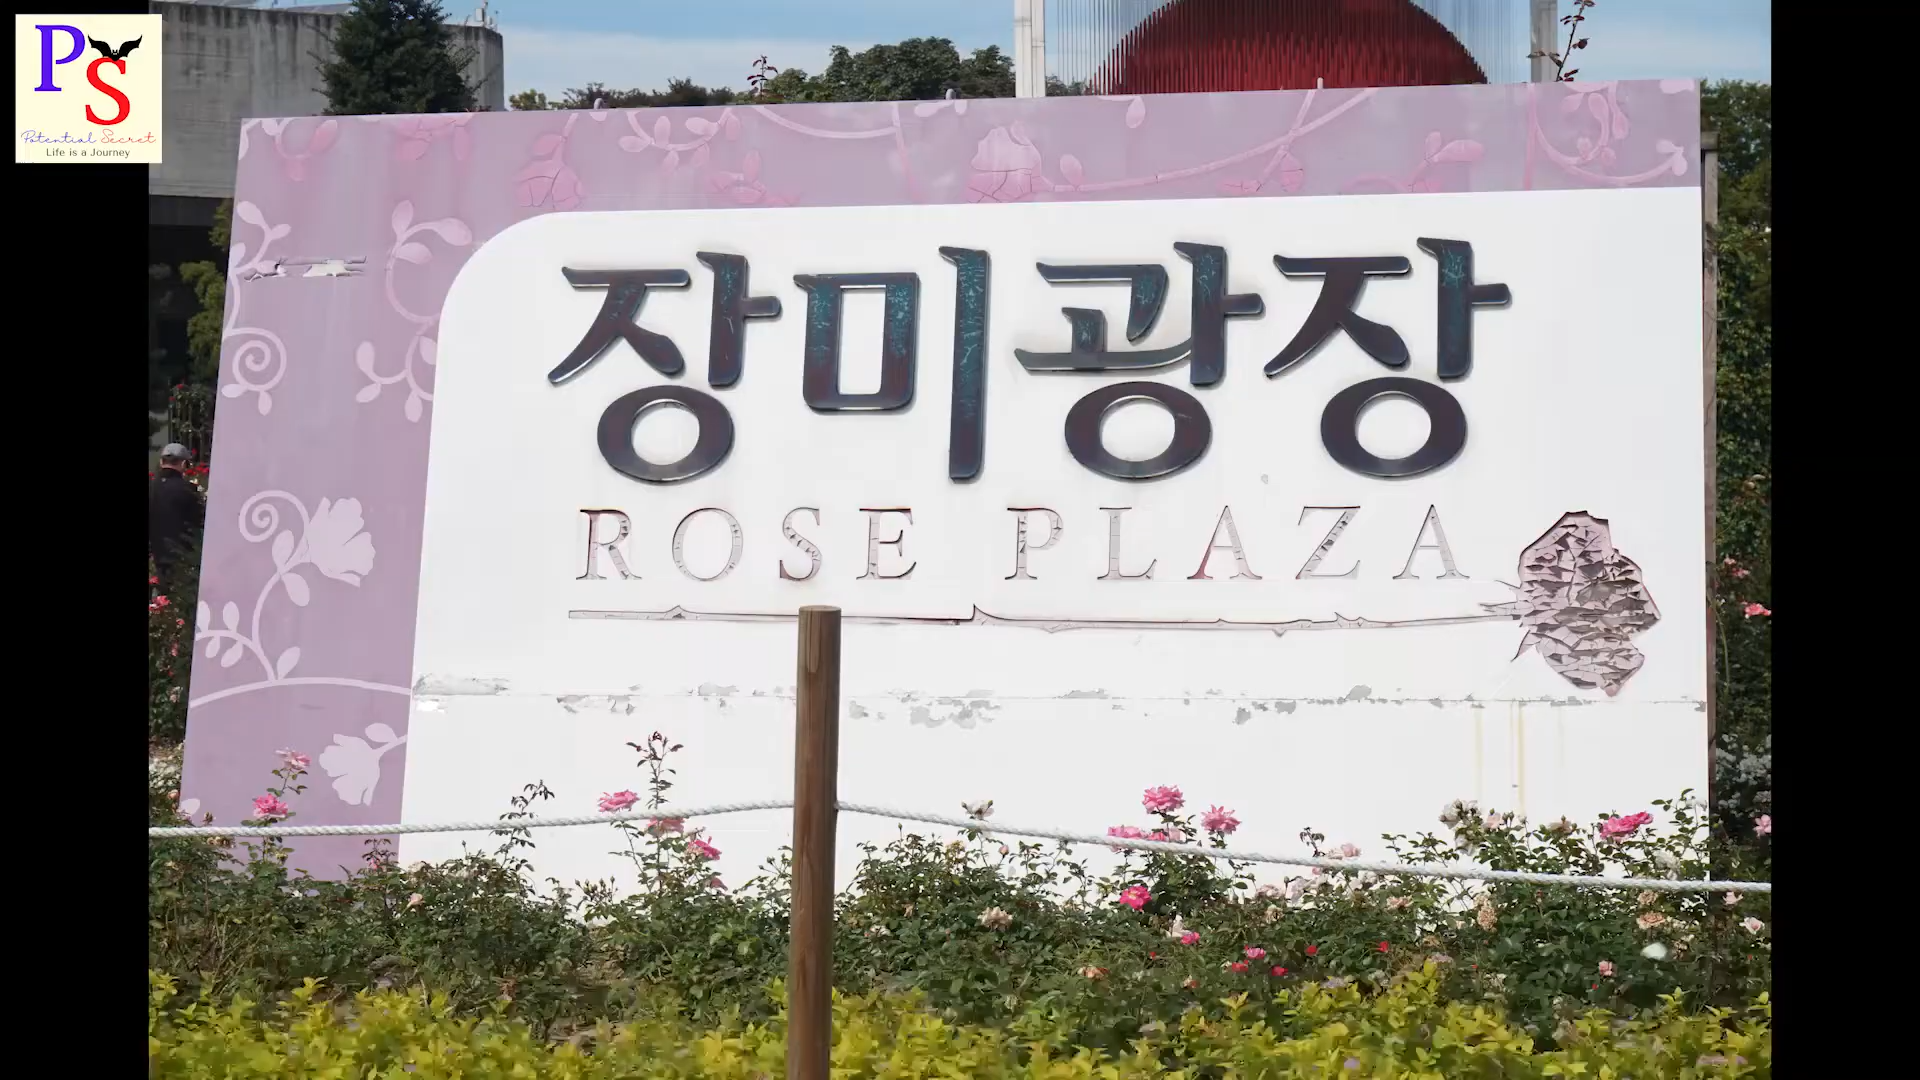 PS
Potential Secret
Life is a Journey
장미광장
ROSE PLAZA